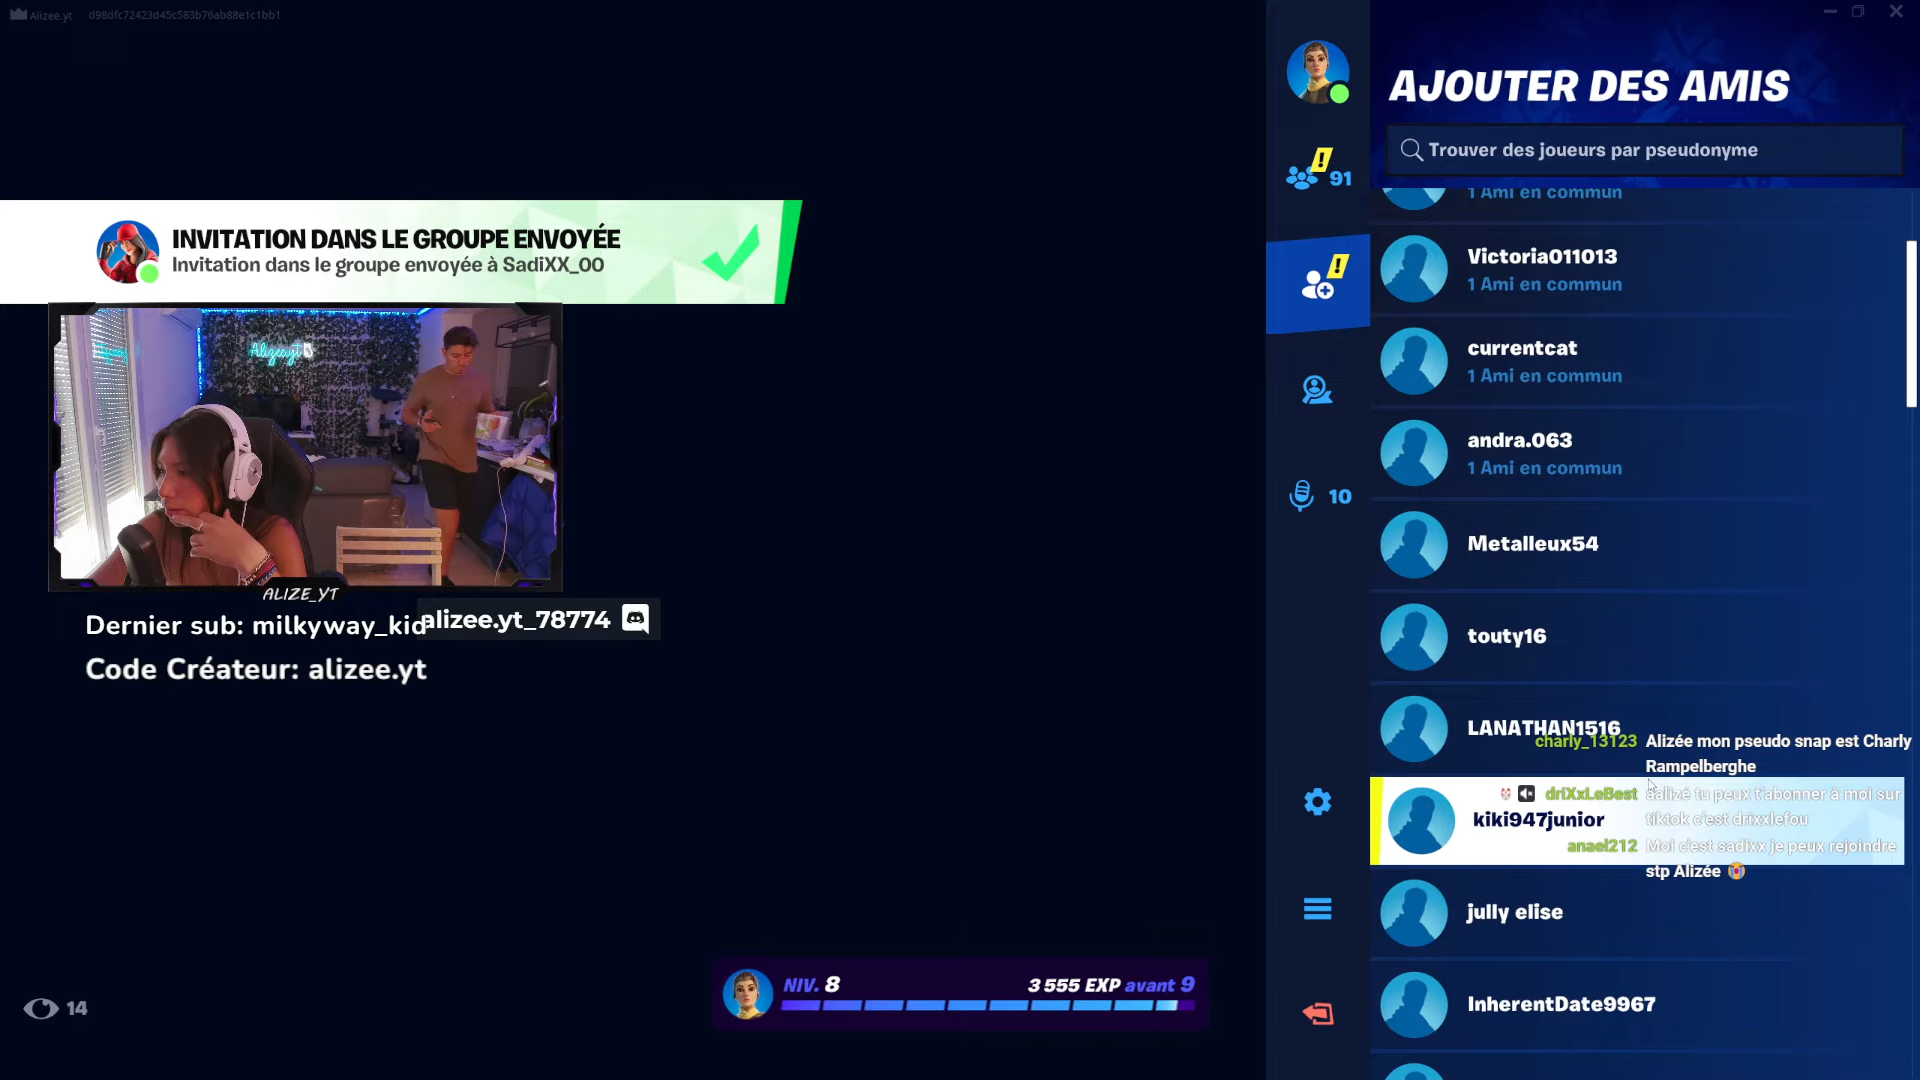 Alizee.yt d98dfc72423d45c583b76ab88e1c1bb1
INVITATION DANS LE GROUPE ENVOYÉE
Invitation dans le groupe envoyée à SadiXX_00
Alizeeyt
ALIZE_YT
Dernier sub: milkyway_kid
alizee.yt_78774
Code Créateur: alizee.yt
14
NIV. 8
3 555 EXP avant 9
91
10
AJOUTER DES AMIS
Trouver des joueurs par pseudonyme
1 Ami en commun
Victoria011013
1 Ami en commun
currentcat
1 Ami en commun
andra.063
1 Ami en commun
Metalleux54
touty16
LANATHAN1516
charly_13123 Alizée mon pseudo snap est Charly
Rampelberghe
driXxLeBest aalizé tu peux t'abonner à moi sur
kiki947junior
tiktok c'est drixxlefou
anael212 Moi c'est sadixx je peux rejoindre
stp Alizée 😭
jully elise
InherentDate9967